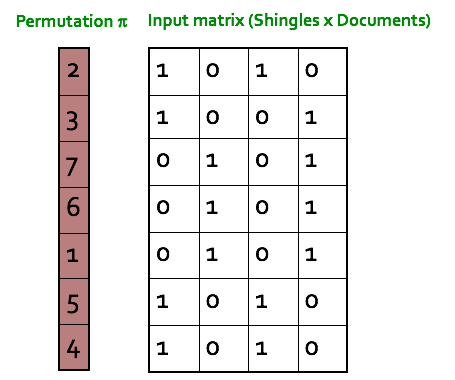 Permutation π Input matrix (Shingles x Documents)
2 1 0 1 0
3 1 0 0 1
7 0 1 0 1
6 0 1 0 1
1 0 1 0 1
5 1 0 1 0
4 1 0 1 0